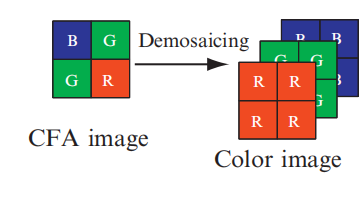 B G Demosaicing
G R
CFA image
B B
G G
B
G
R R
R R
Color image